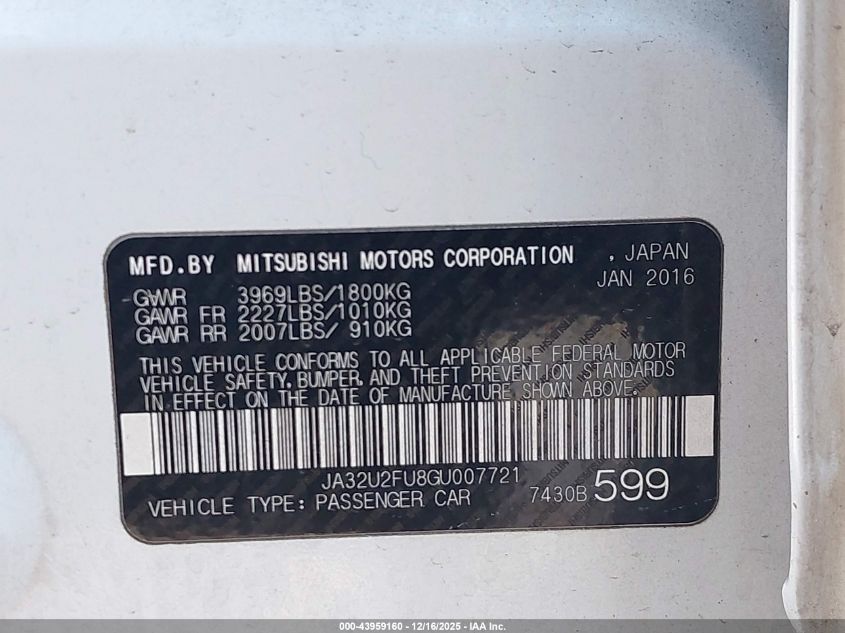 MFD.BY MITSUBISHI MOTORS CORPORATION , JAPAN
JAN 2016
GVWR 3969LBS/1800KG
GAWR FR 2227LBS/1010KG
GAWR RR 2007LBS/ 910KG
THIS VEHICLE CONFORMS TO ALL APPLICABLE FEDERAL MOTOR
VEHICLE SAFETY, BUMPER, AND THEFT PREVENTION STANDARDS
IN EFFECT ON THE DATE OF MANUFACTURE SHOWN ABOVE.
JA32U2FU8GU007721
VEHICLE TYPE: PASSENGER CAR 7430B 599
000-43959160 - 12/16/2025 - IAA Inc.